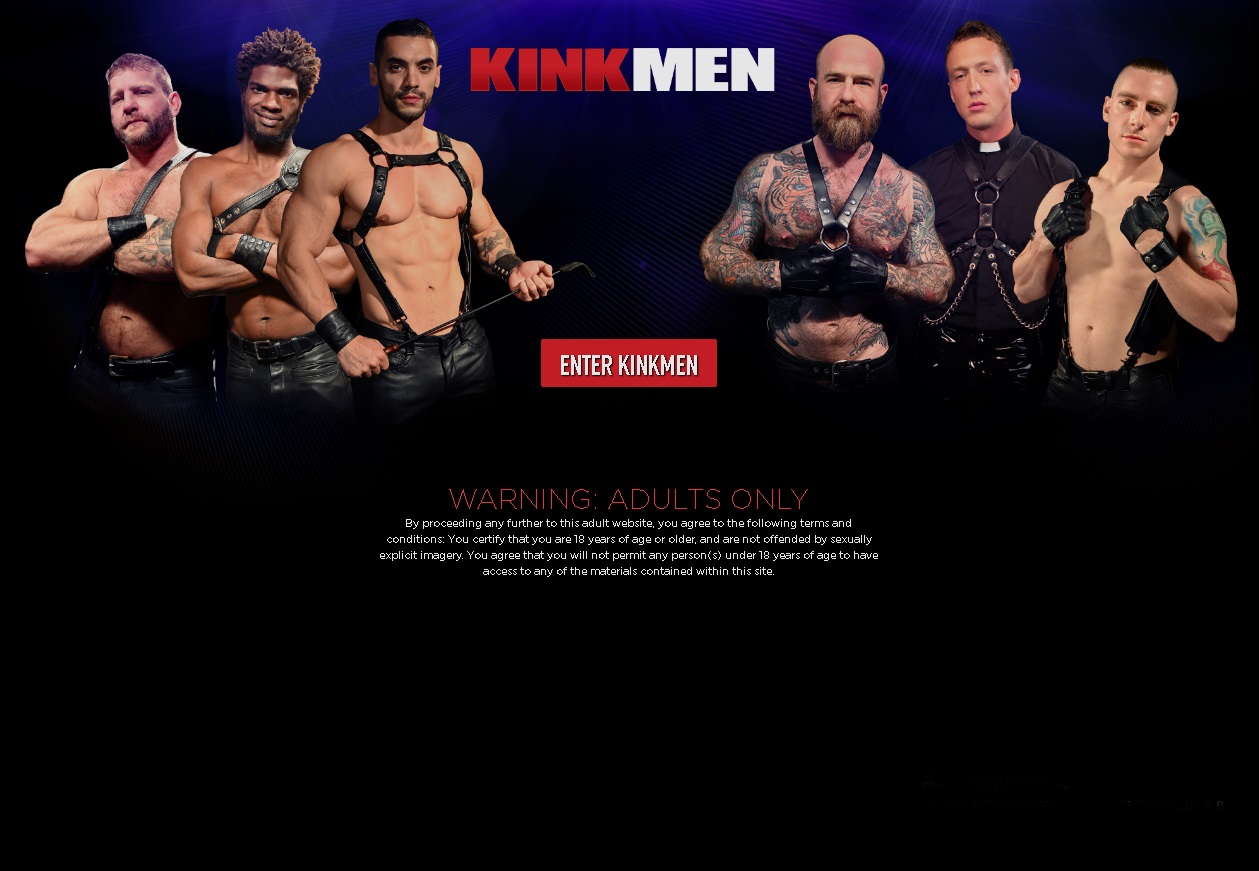 KINKMEN
ENTER KINKMEN
WARNING: ADULTS ONLY
By proceeding any further to this adult website, you agree to the following terms and
conditions: You certify that you are 18 years of age or older, and are not offended by sexually
explicit imagery. You agree that you will not permit any person(s) under 18 years of age to have
access to any of the materials contained within this site.